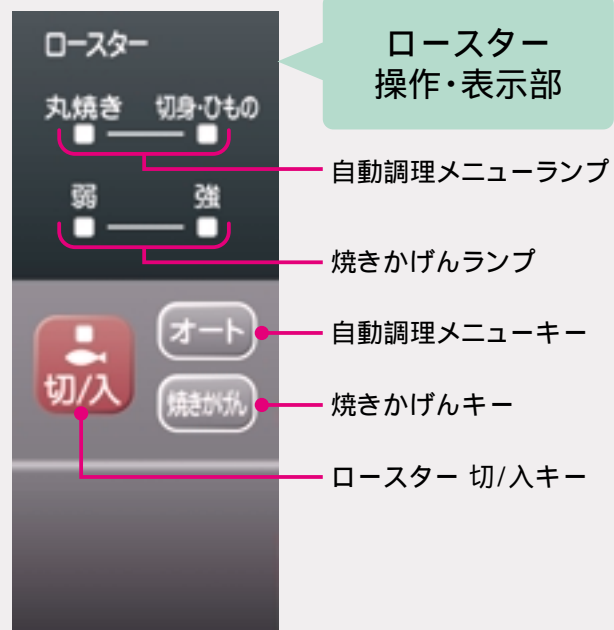 ロースター
丸焼き 切身・ひもの
弱 強
オート
切/入
焼きかげん
ロースター
操作・表示部
自動調理メニューランプ
焼きかげんランプ
自動調理メニューキー
焼きかげんキー
ロースター 切/入キー